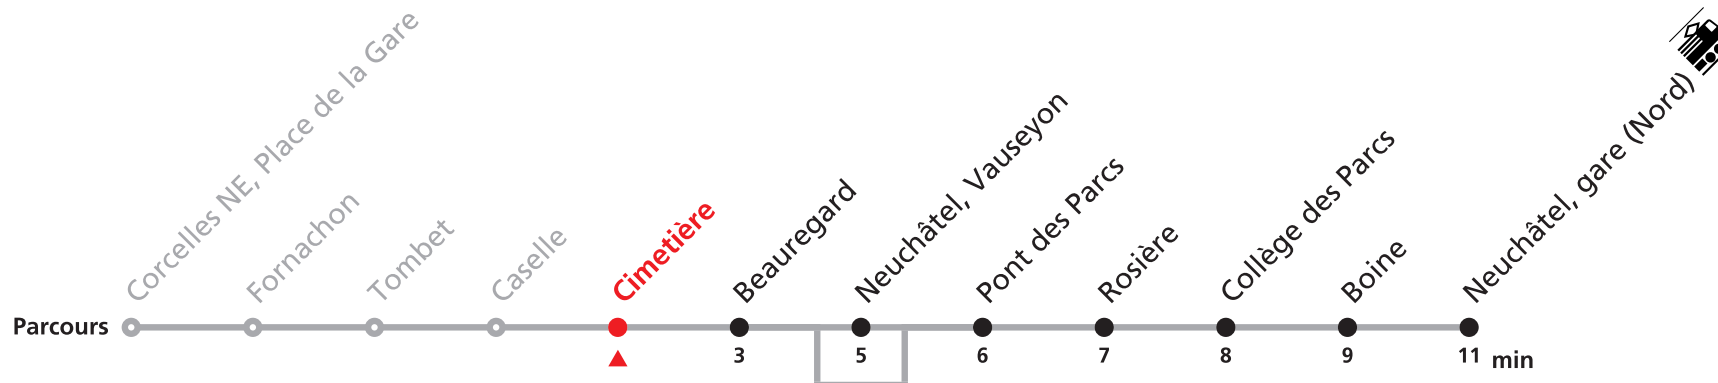 Corcelles NE, Place de la Gare
Fornachon
Tombet
Caselle
Cimetière
Beauregard
Neuchâtel, Vauseyon
Pont des Parcs
Rosière
Collège des Parcs
Boine
Neuchâtel, gare (Nord)
Parcours
3 5 6 7 8 9 11 min